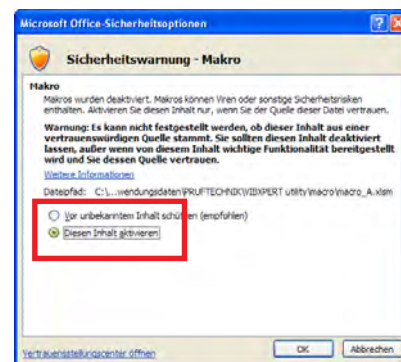 Microsoft Office-Sicherheitsoptionen
Sicherheitswarnung - Makro
Makro
Makros wurden deaktiviert. Makros können Viren oder sonstige Sicherheitsrisiken
enthalten. Aktivieren Sie diesen Inhalt nur, wenn Sie der Quelle dieser Datei vertrauen.
Warnung: Es kann nicht festgestellt werden, ob dieser Inhalt aus einer
vertrauenswürdigen Quelle stammt. Sie sollten diesen Inhalt deaktiviert
lassen, außer wenn von diesem Inhalt wichtige Funktionalität bereitgestellt
wird und Sie dessen Quelle vertrauen.
Weitere Informationen
Dateipfad: C:\...wendungsdaten\PRUFTECHNIK\VIBXPERT utility\macro\macro_A.xlsm
Vor unbekanntem Inhalt schützen (empfohlen)
Diesen Inhalt aktivieren
Vertrauensstellungscenter öffnen
OK
Abbrechen